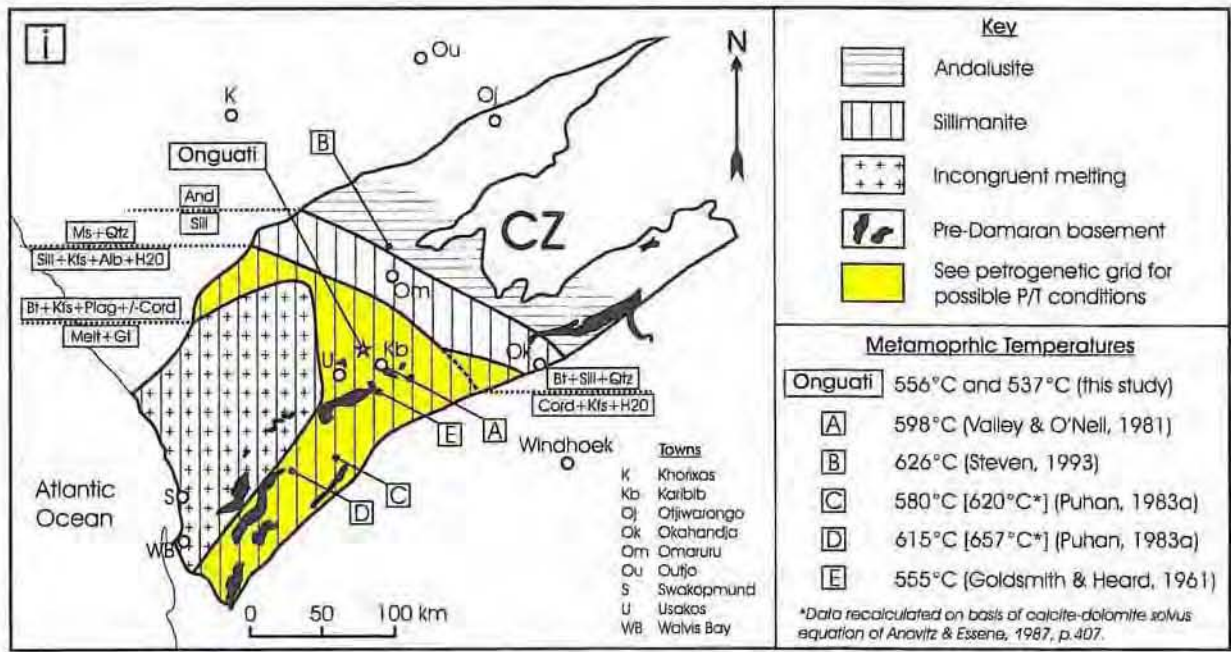 i
N
Ou
K
Oj
B
Onguati
CZ
And
Sill
Ms+Qtz
Sill+Kfs+Alb+H20
Om
Bt+Kfs+Plag+/-Cord
Melt+Gt
Ok
Kb
U
Bt+Sill+Qtz
Cord+Kfs+H20
E
A
Windhoek
C
D
Atlantic
Ocean
S
WB
0 50 100 km
Towns
K Khorixas
Kb Karibib
Oj Otjiwarongo
Ok Okahandja
Om Omaruru
Ou Outjo
S Swakopmund
U Usakos
WB Walvis Bay
Key
Andalusite
Sillimanite
Incongruent melting
Pre-Damaran basement
See petrogenetic grid for
possible P/T conditions
Metamoprhic Temperatures
Onguati 556°C and 537°C (this study)
A 598°C (Valley & O'Neil, 1981)
B 626°C (Steven, 1993)
C 580°C [620°C*] (Puhan, 1983a)
D 615°C [657°C*] (Puhan, 1983a)
E 555°C (Goldsmith & Heard, 1961)
*Data recalculated on basis of calcite-dolomite solvus
equation of Anovitz & Essene, 1987, p.407.